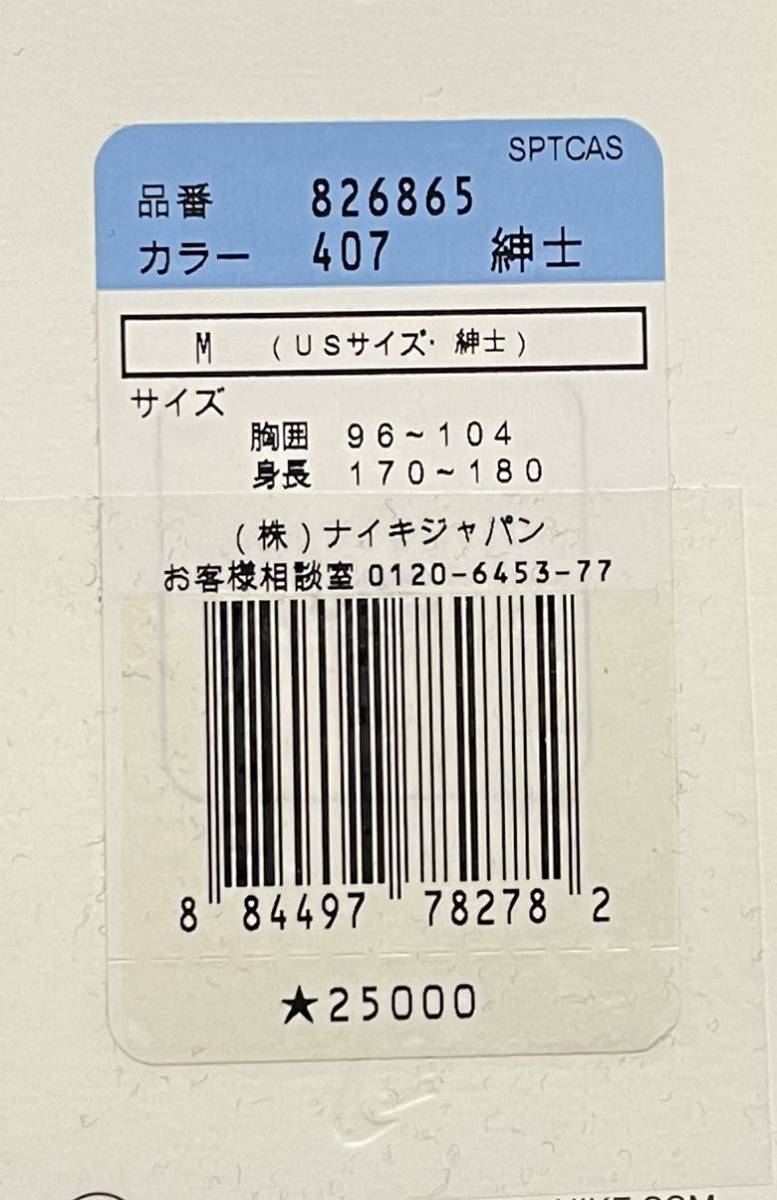 SPTCAS
品番 826865
カラー 407 紳士
M (USサイズ・紳士)
サイズ
胸囲 96~104
身長 170~180
(株)ナイキジャパン
お客様相談室 0120-6453-77
8 84497 78278 2
★25000